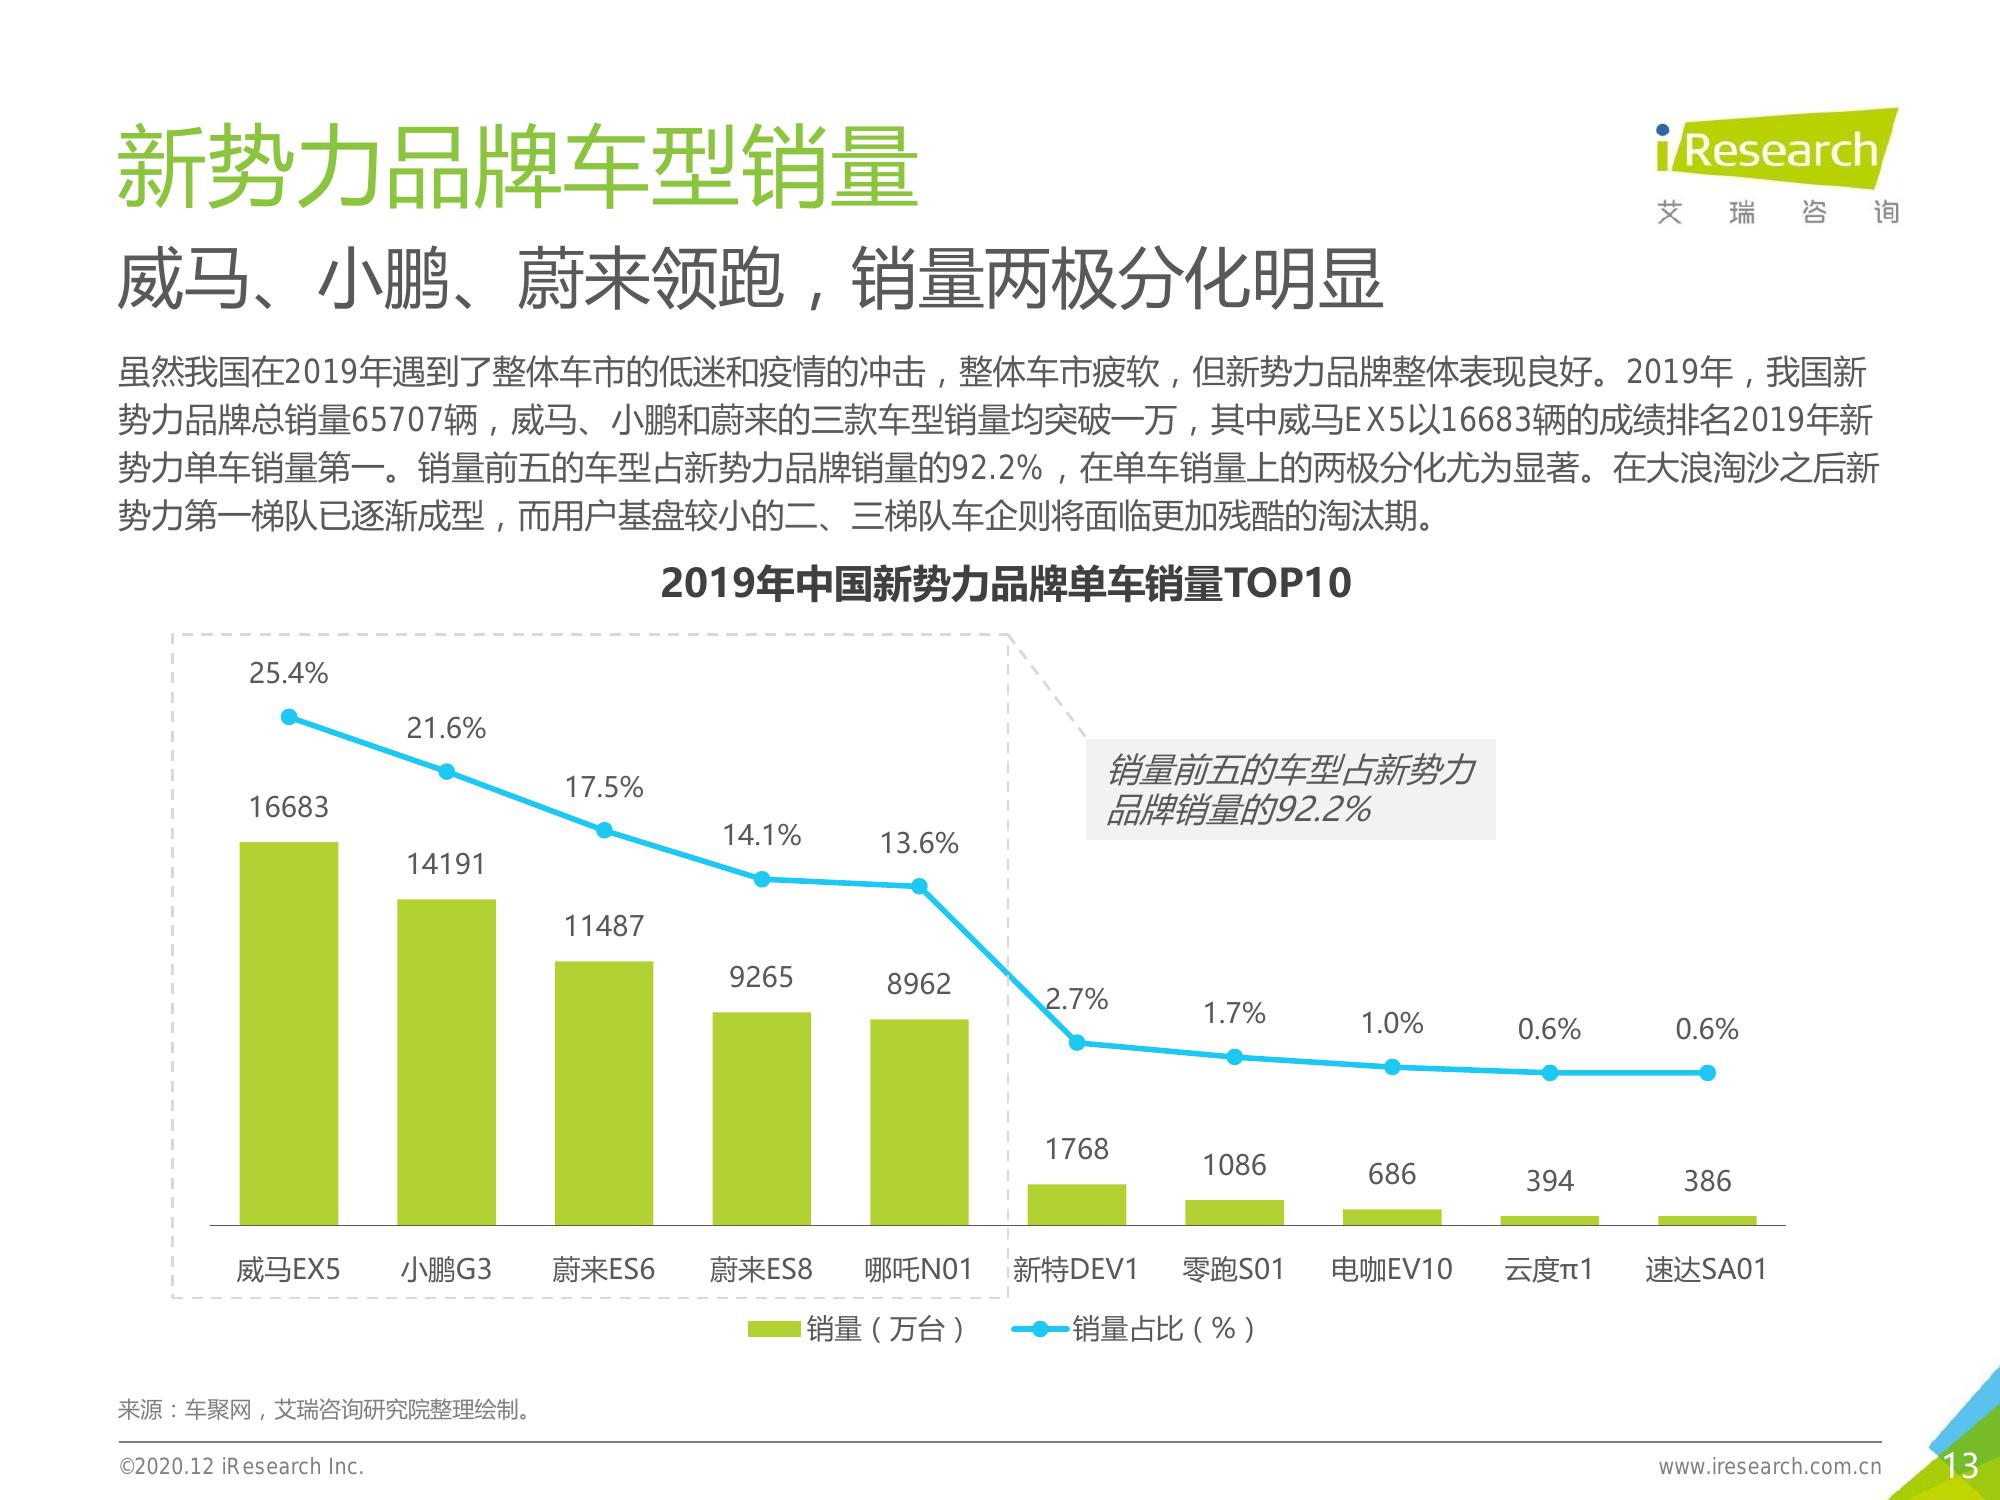 新势力品牌车型销量
iResearch
艾瑞咨询
威马、小鹏、蔚来领跑，销量两极分化明显
虽然我国在2019年遇到了整体车市的低迷和疫情的冲击，整体车市疲软，但新势力品牌整体表现良好。2019年，我国新
势力品牌总销量65707辆，威马、小鹏和蔚来的三款车型销量均突破一万，其中威马EX5以16683辆的成绩排名2019年新
势力单车销量第一。销量前五的车型占新势力品牌销量的92.2%，在单车销量上的两极分化尤为显著。在大浪淘沙之后新
势力第一梯队已逐渐成型，而用户基盘较小的二、三梯队车企则将面临更加残酷的淘汰期。
2019年中国新势力品牌单车销量TOP10
25.4% 21.6% 17.5% 14.1% 13.6% 2.7% 1.7% 1.0% 0.6% 0.6%
销量前五的车型占新势力
品牌销量的92.2%
16683 14191 11487 9265 8962 1768 1086 686 394 386
威马EX5 小鹏G3 蔚来ES6 蔚来ES8 哪吒N01 新特DEV1 零跑S01 电咖EV10 云度π1 速达SA01
销量（万台） 销量占比（%）
来源：车聚网，艾瑞咨询研究院整理绘制。
©2020.12 iResearch Inc.
www.iresearch.com.cn
13